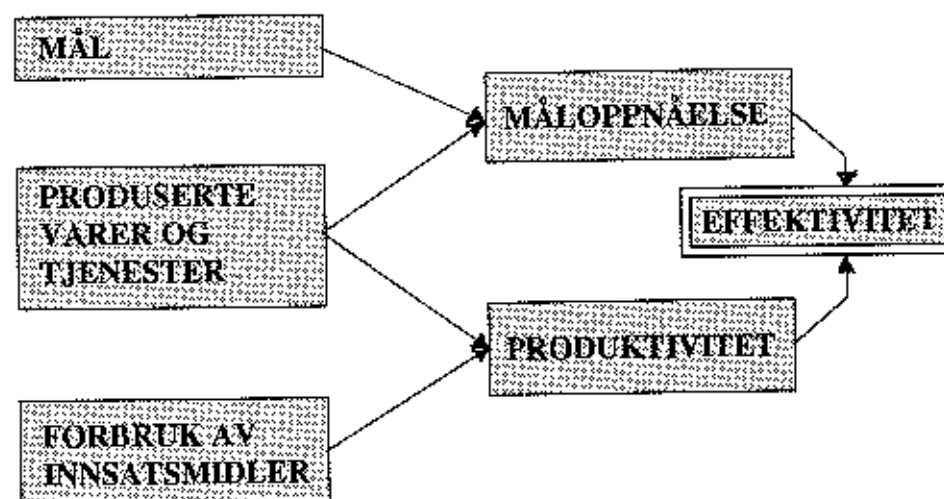 MÅL
PRODUSERTE
VARER OG
TJENESTER
FORBRUK AV
INNSATSMIDLER
MÅLOPPNÅELSE
PRODUKTIVITET
EFFEKTIVITET